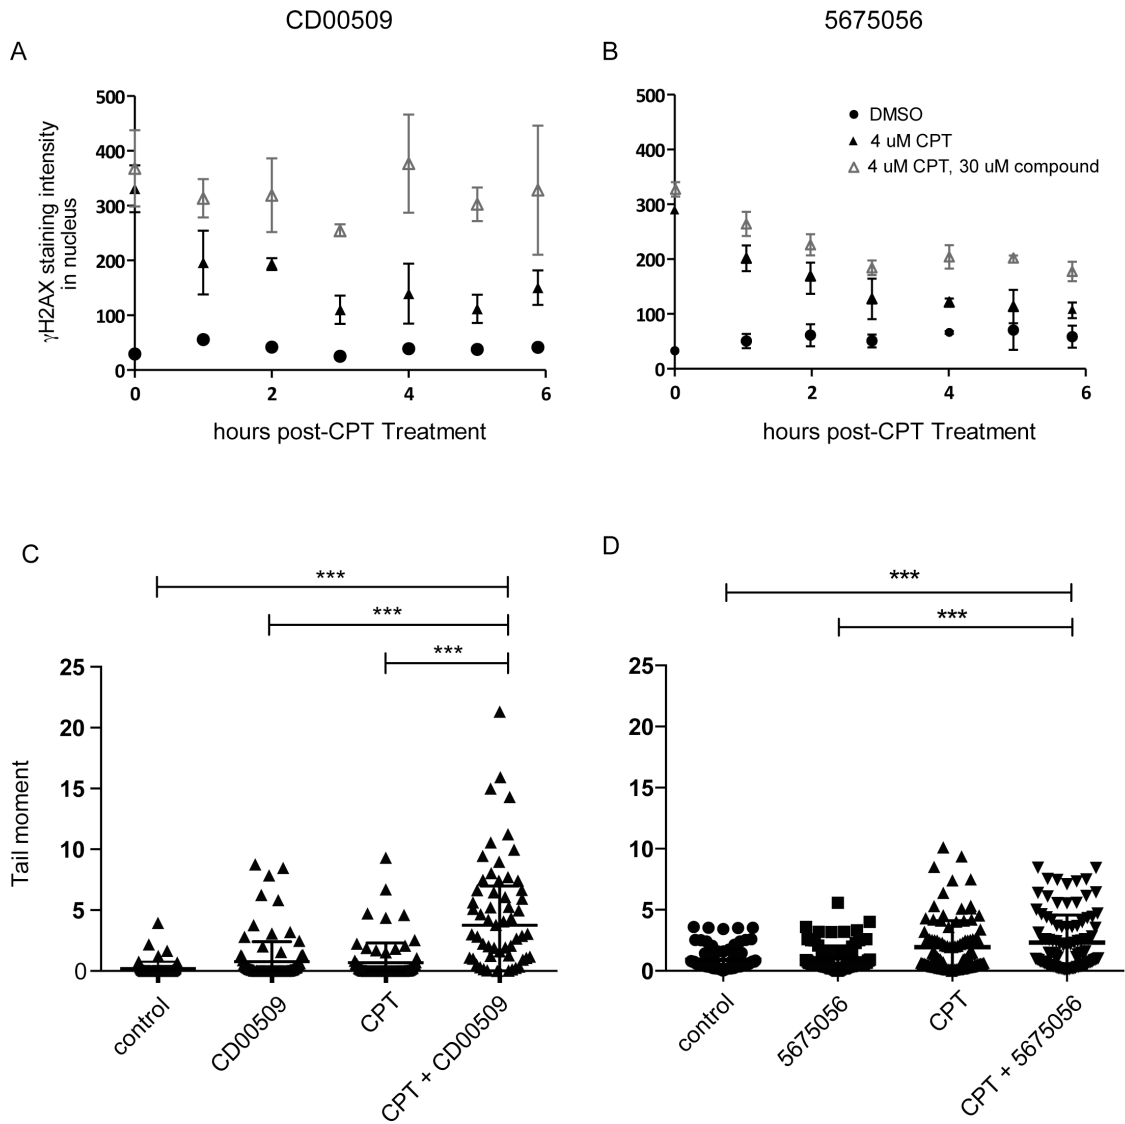 CD00509
5675056
A
B
γH2AX staining intensity
in nucleus
500
400
300
200
100
0
0
2
4
6
hours post-CPT Treatment
500
400
300
200
100
0
0
2
4
6
hours post-CPT Treatment
DMSO
4 uM CPT
4 uM CPT, 30 uM compound
C
D
***
***
***
Tail moment
25
20
15
10
5
0
control
CD00509
CPT
CPT + CD00509
***
***
25
20
15
10
5
0
control
5675056
CPT
CPT + 5675056